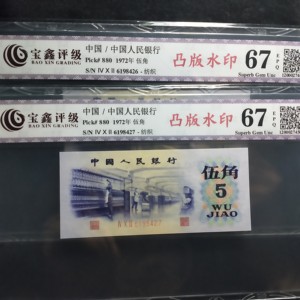 宝鑫评级
BAO XIN GRADING
中国 / 中国人民银行
Pick# 880 1972年 伍角
S/N IV X II 6198426 - 纺织
凸版水印
67
EPQ
Superb Gem Unc
宝鑫评级
BAO XIN GRADING
中国 / 中国人民银行
Pick# 880 1972年 伍角
S/N IV X II 6198427 - 纺织
凸版水印
67
EPQ
Superb Gem Unc
中国人民银行
伍角
5
WU
JIAO